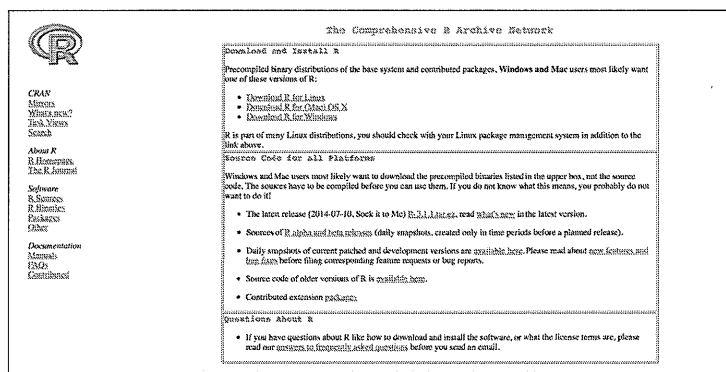 The Comprehensive R Archive Network
R
CRAN
Mirrors
What's new?
Task Views
Search
About R
R Homepage
The R Journal
Software
R Sources
R Binaries
Packages
Other
Documentation
Manuals
FAQs
Contributed
Download and Install R
Precompiled binary distributions of the base system and contributed packages, Windows and Mac users most likely want
one of these versions of R:
• Download R for Linux
• Download R for (Mac) OS X
• Download R for Windows
R is part of many Linux distributions, you should check with your Linux package management system in addition to the
link above.
Source Code for all Platforms
Windows and Mac users most likely want to download the precompiled binaries listed in the upper box, not the source
code. The sources have to be compiled before you can use them. If you do not know what this means, you probably do not
want to do it!
• The latest release (2014-07-10, Sock it to Me) R-3.1.1.tar.gz, read what's new in the latest version.
• Sources of R alpha and beta releases (daily snapshots, created only in time periods before a planned release).
• Daily snapshots of current patched and development versions are available here. Please read about new features and
bug fixes before filing corresponding feature requests or bug reports.
• Source code of older versions of R is available here.
• Contributed extension packages
Questions About R
• If you have questions about R like how to download and install the software, or what the license terms are, please
read our answers to frequently asked questions before you send an email.